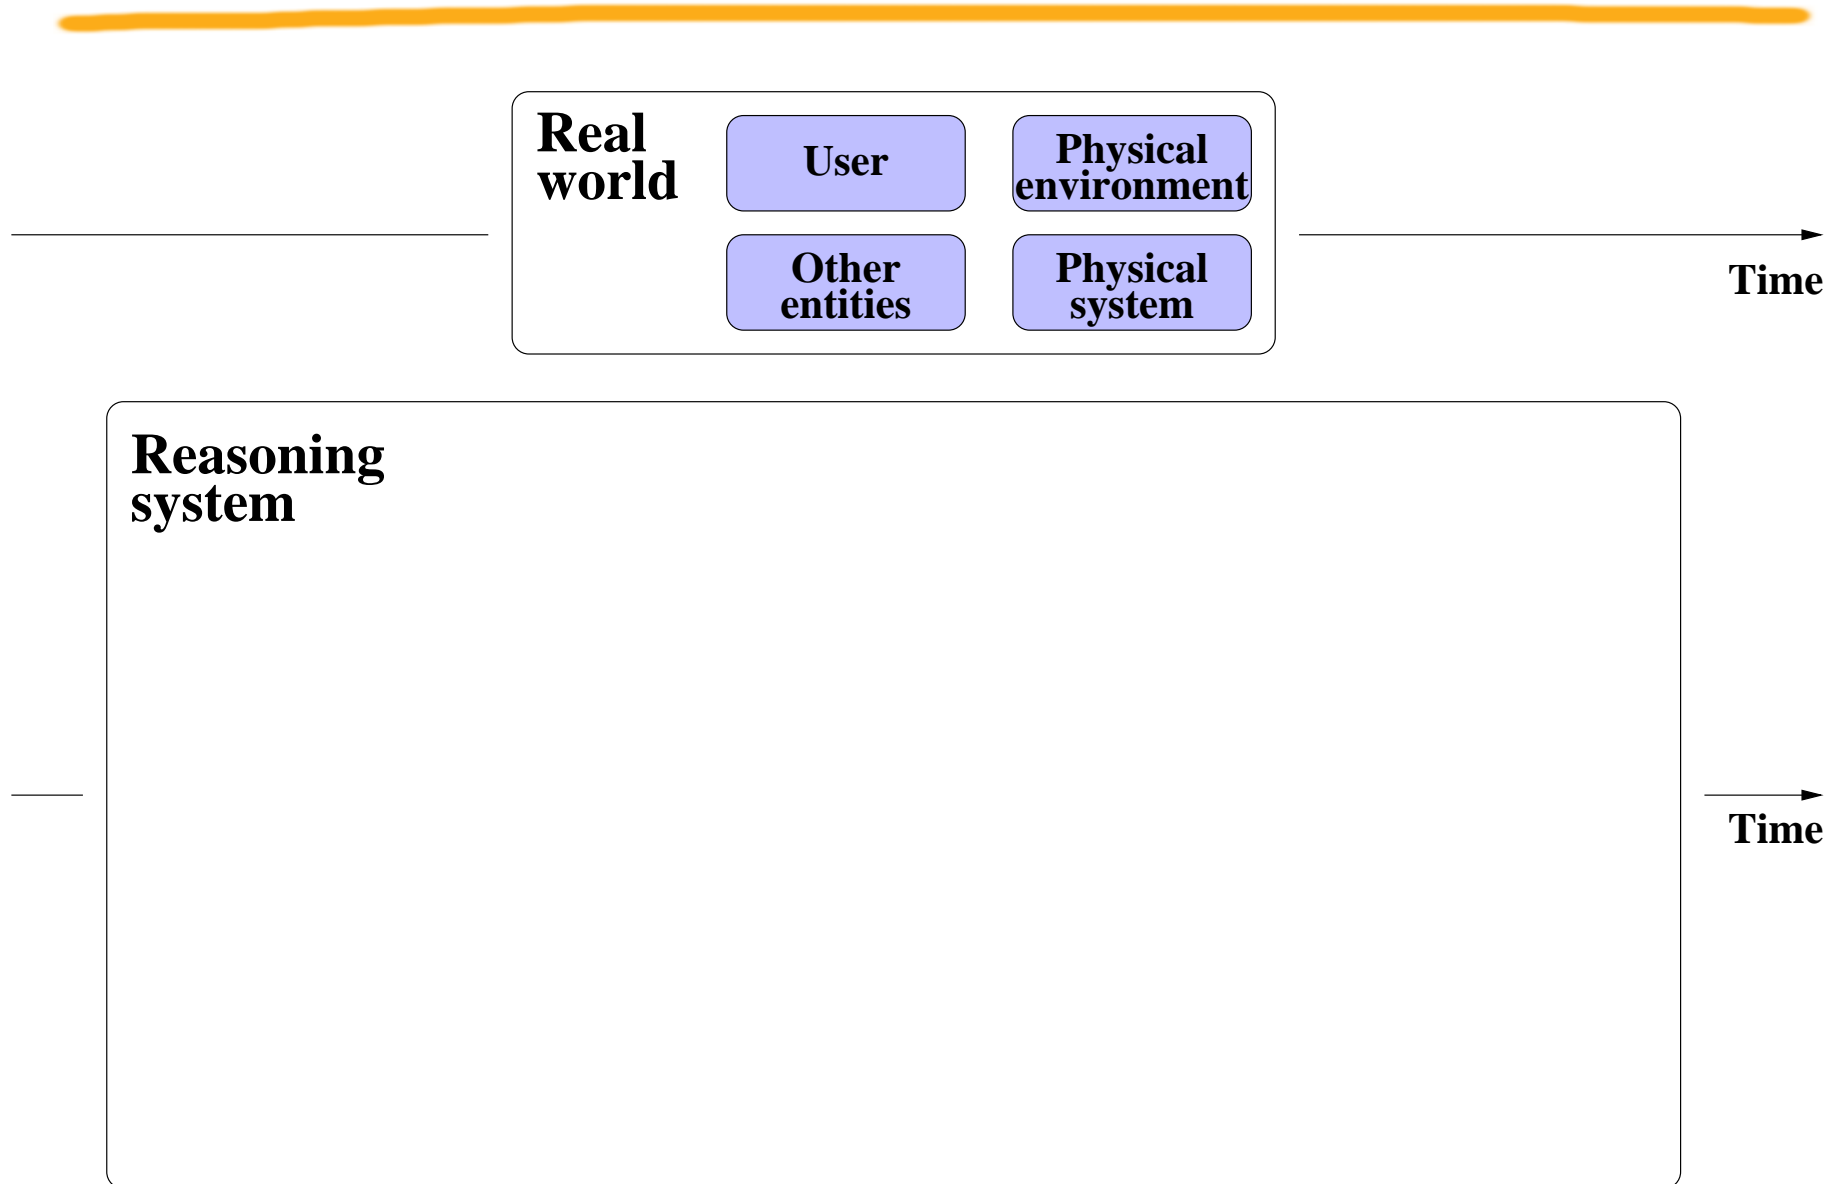 Real
world
User
Physical
environment
Other
entities
Physical
system
Time
Reasoning
system
Time